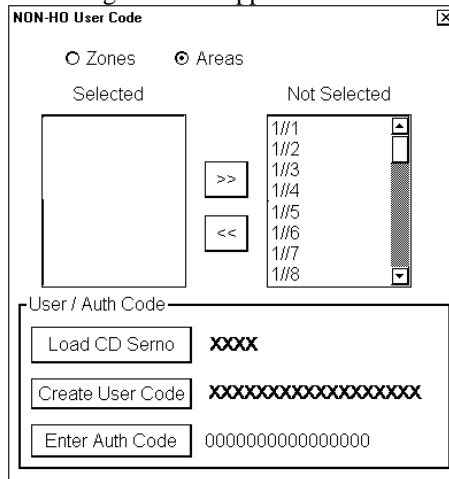 NON-HO User Code
Zones Areas
Selected Not Selected
1//1
1//2
1//3
>> 1//4
1//5
<< 1//6
1//7
1//8
User / Auth Code
Load CD Serno XXXX
Create User Code XXXXXXXXXXXXXXXXXX
Enter Auth Code 0000000000000000